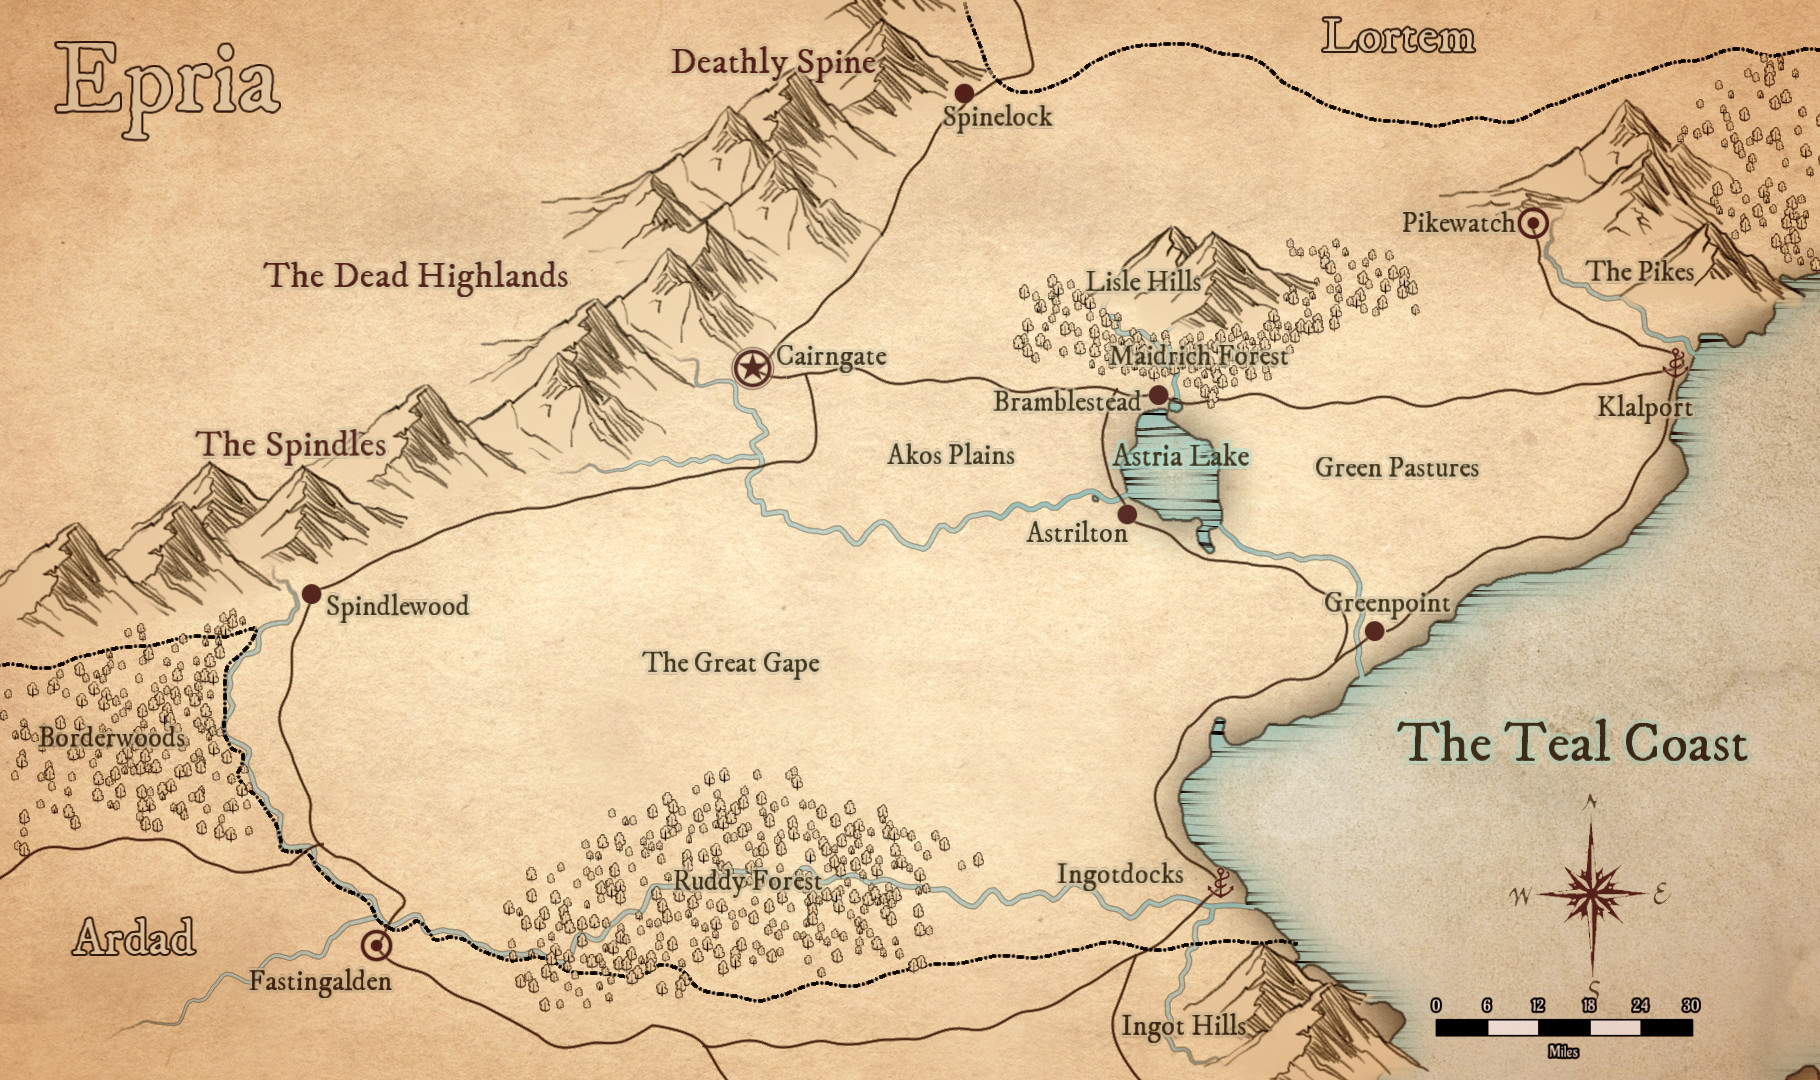 Epria
Deathly Spine
Lortem
Spinelock
Pikewatch
The Pikes
The Dead Highlands
Lisle Hills
Cairngate
Maidrich Forest
Bramblestead
Klalport
The Spindles
Akos Plains
Astria Lake
Green Pastures
Astrilton
Spindlewood
Greenpoint
The Great Gape
Borderwoods
The Teal Coast
Ruddy Forest
Ingotdocks
N
W
E
S
Ardad
Fastingalden
Ingot Hills
0 6 12 18 24 30
Miles